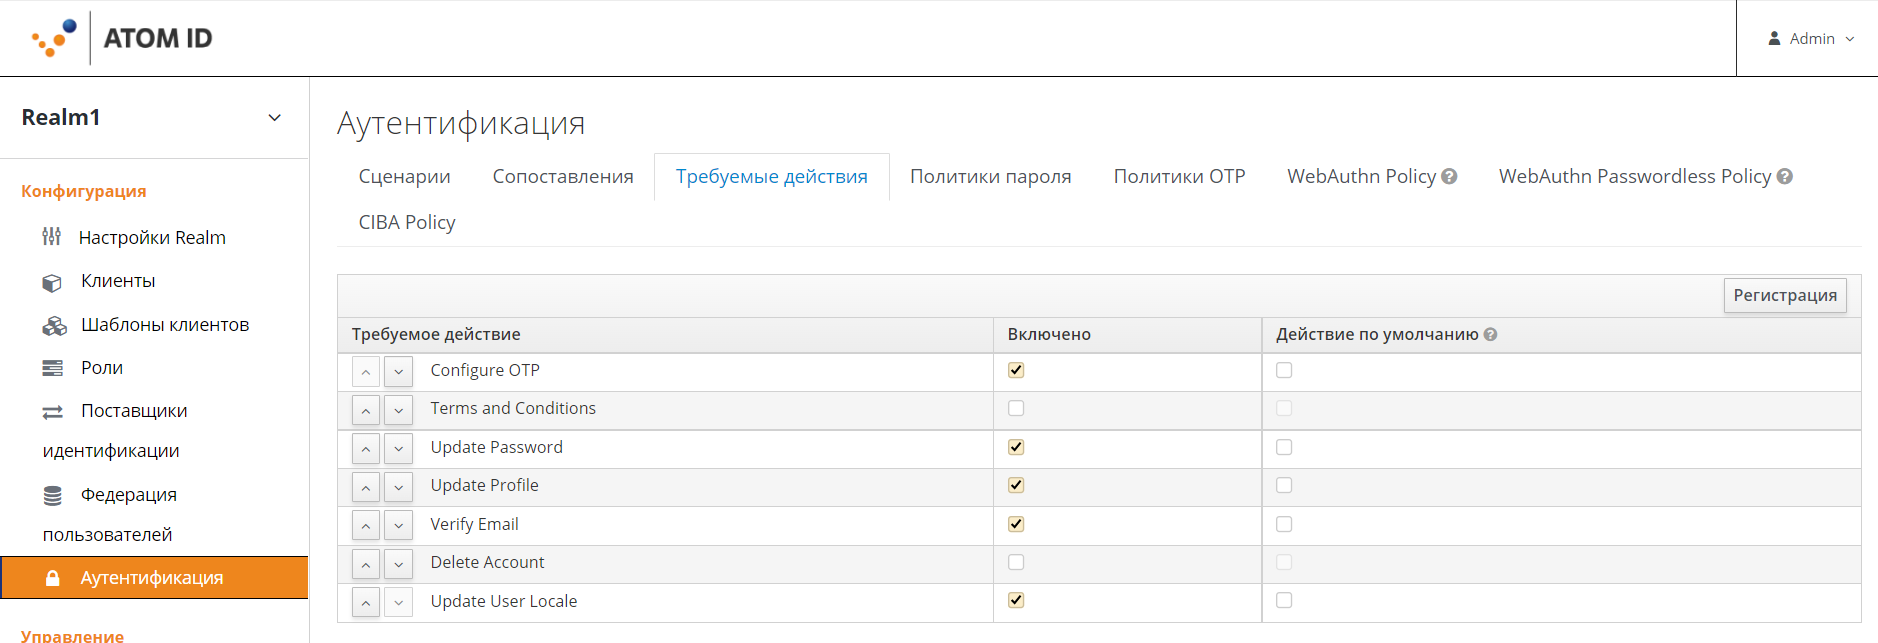 ATOM ID
Admin
Realm1
Конфигурация
Настройки Realm
Клиенты
Шаблоны клиентов
Роли
Поставщики
идентификации
Федерация
пользователей
Аутентификация
Управление
Аутентификация
Сценарии Сопоставления Требуемые действия Политики пароля Политики OTP WebAuthn Policy WebAuthn Passwordless Policy
CIBA Policy
Регистрация
Требуемое действие Включено Действие по умолчанию
Configure OTP
Terms and Conditions
Update Password
Update Profile
Verify Email
Delete Account
Update User Locale